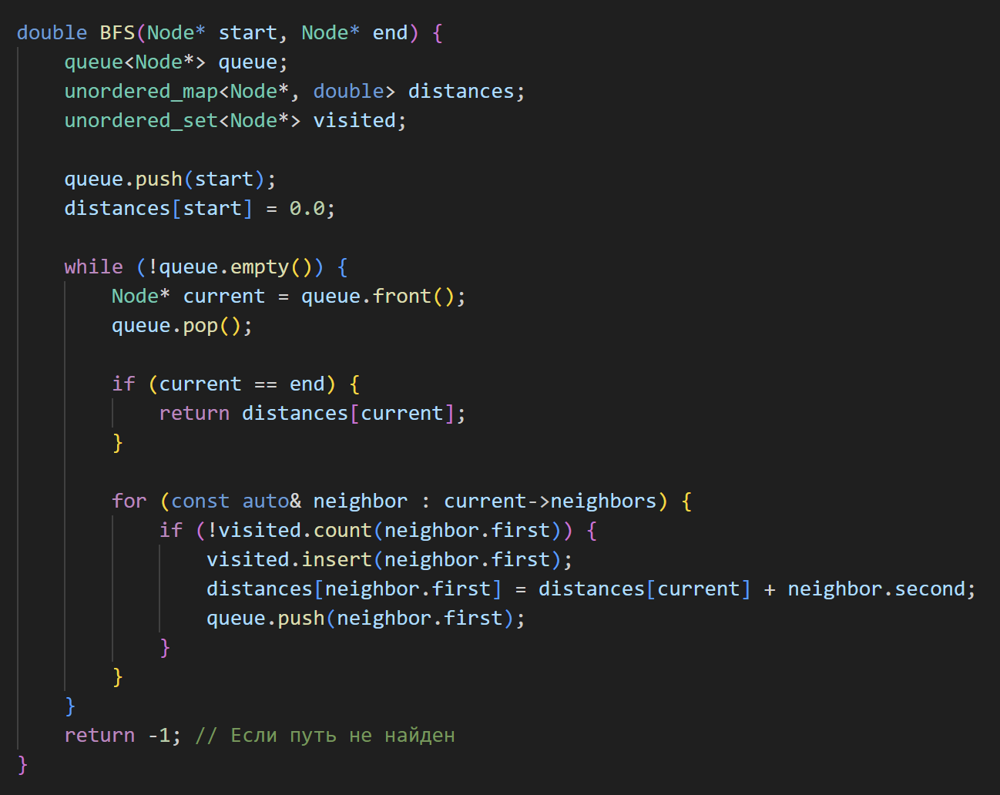 double BFS(Node* start, Node* end) {
    queue<Node*> queue;
    unordered_map<Node*, double> distances;
    unordered_set<Node*> visited;

    queue.push(start);
    distances[start] = 0.0;

    while (!queue.empty()) {
        Node* current = queue.front();
        queue.pop();

        if (current == end) {
            return distances[current];
        }

        for (const auto& neighbor : current->neighbors) {
            if (!visited.count(neighbor.first)) {
                visited.insert(neighbor.first);
                distances[neighbor.first] = distances[current] + neighbor.second;
                queue.push(neighbor.first);
            }
        }
    }
    return -1; // Если путь не найден
}